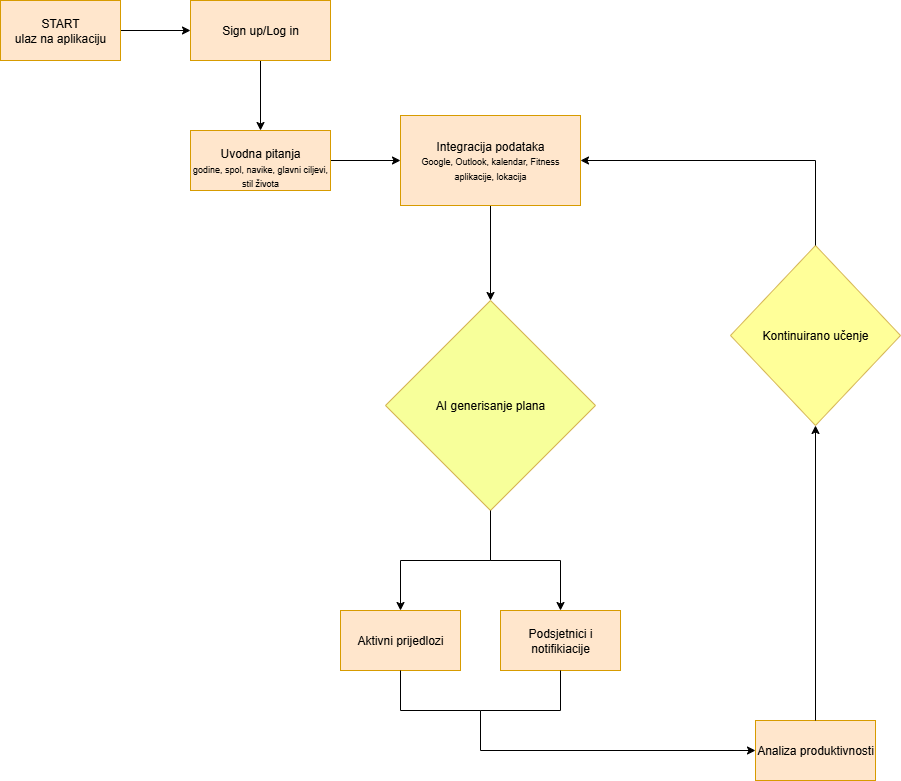 START
ulaz na aplikaciju
Sign up/Log in
Uvodna pitanja
godine, spol, navike, glavni ciljevi,
stil života
Integracija podataka
Google, Outlook, kalendar, Fitness
aplikacije, lokacija
Kontinuirano učenje
AI generisanje plana
Aktivni prijedlozi
Podsjetnici i
notifikiacije
Analiza produktivnosti